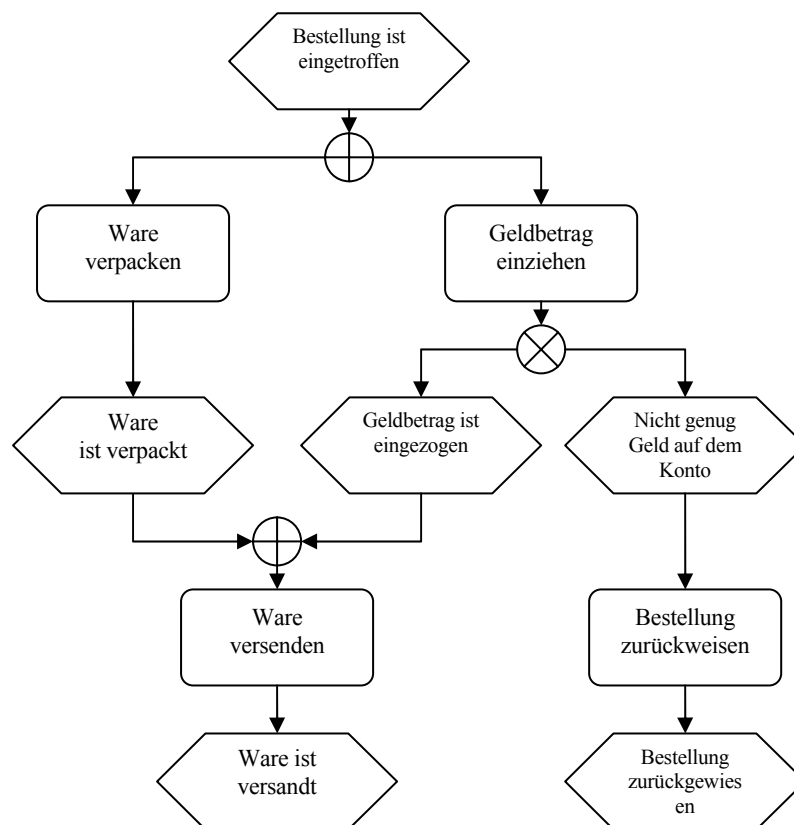 Bestellung ist
eingetroffen
Ware
verpacken
Geldbetrag
einziehen
Ware
ist verpackt
Geldbetrag ist
eingezogen
Nicht genug
Geld auf dem
Konto
Ware
versenden
Bestellung
zurückweisen
Ware ist
versandt
Bestellung
zurückgewies
en